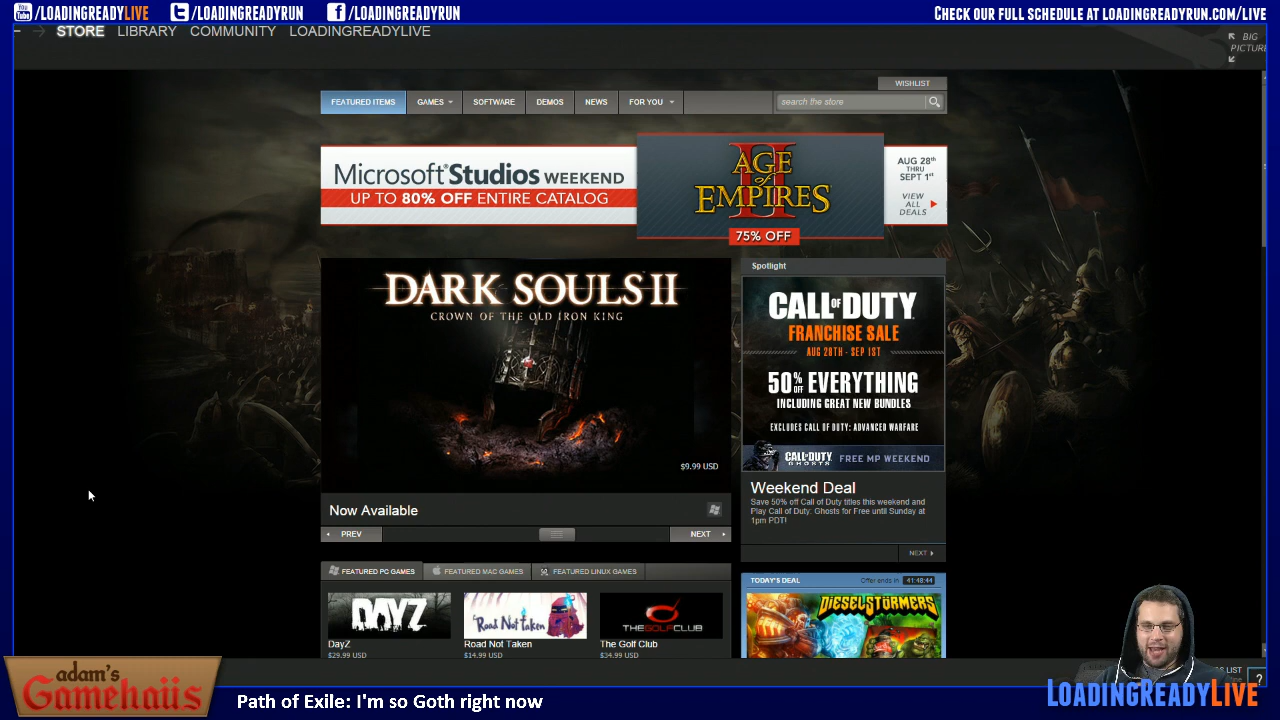 You Tube /LOADINGREADYLIVE /LOADINGREADYRUN /LOADINGREADYRUN CHECK OUR FULL SCHEDULE AT LOADINGREADYRUN.COM/LIVE
STORE LIBRARY COMMUNITY LOADINGREADYLIVE
BIG
PICTURE
WISHLIST
FEATURED ITEMS GAMES SOFTWARE DEMOS NEWS FOR YOU search the store
Microsoft® Studios WEEKEND
UP TO 80% OFF ENTIRE CATALOG
AGE
of
EMPIRES
II
75% OFF
AUG 28th
THRU
SEPT 1st
VIEW
ALL
DEALS
DARK SOULS II
CROWN OF THE OLD IRON KING
$9.99 USD
Now Available
PREV NEXT
Spotlight
CALL OF DUTY
FRANCHISE SALE
AUG 28TH - SEP 1ST
50% OFF EVERYTHING
INCLUDING GREAT NEW BUNDLES
EXCLUDES CALL OF DUTY: ADVANCED WARFARE
CALL OF DUTY GHOSTS FREE MP WEEKEND
Weekend Deal
Save 50% off Call of Duty titles this weekend and
Play Call of Duty: Ghosts for Free until Sunday at
1pm PDT!
NEXT
FEATURED PC GAMES FEATURED MAC GAMES FEATURED LINUX GAMES
DAYZ
Road Not Taken
THE GOLF CLUB
DayZ Road Not Taken The Golf Club
$29.99 USD $14.99 USD $34.99 USD
TODAY'S DEAL Offer ends in 41:48:44
DIESELSTÖRMERS
LIST
?
adam's
Gamehaüs
Path of Exile: I'm so Goth right now
LOADINGREADYLIVE